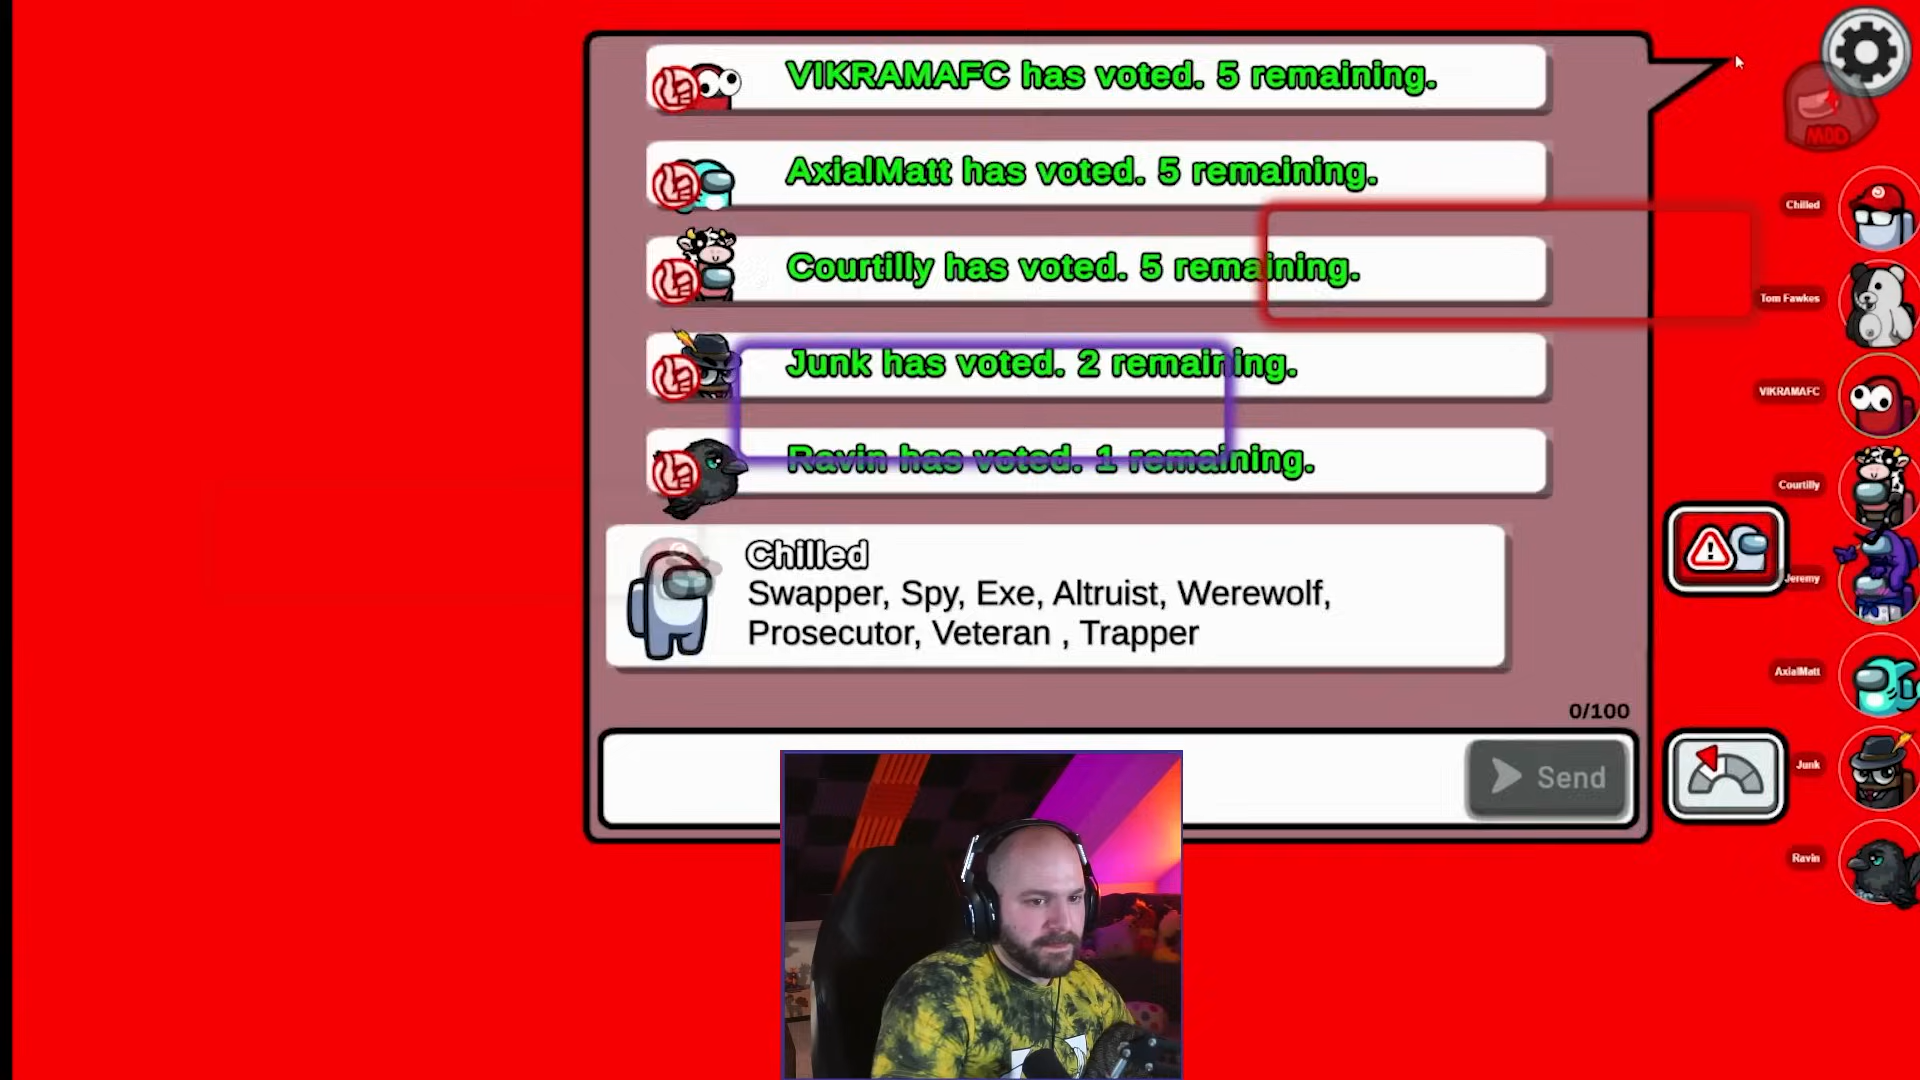 VIKRAMAFC has voted. 5 remaining.
AxialMatt has voted. 5 remaining.
Courtilly has voted. 5 remaining.
Junk has voted. 2 remaining.
Ravin has voted. 1 remaining.
Chilled
Swapper, Spy, Exe, Altruist, Werewolf,
Prosecutor, Veteran , Trapper
0/100
Send
MOD
Chilled
Tom Fawkes
VIKRAMAFC
Courtilly
Jeremy
AxialMatt
Junk
Ravin